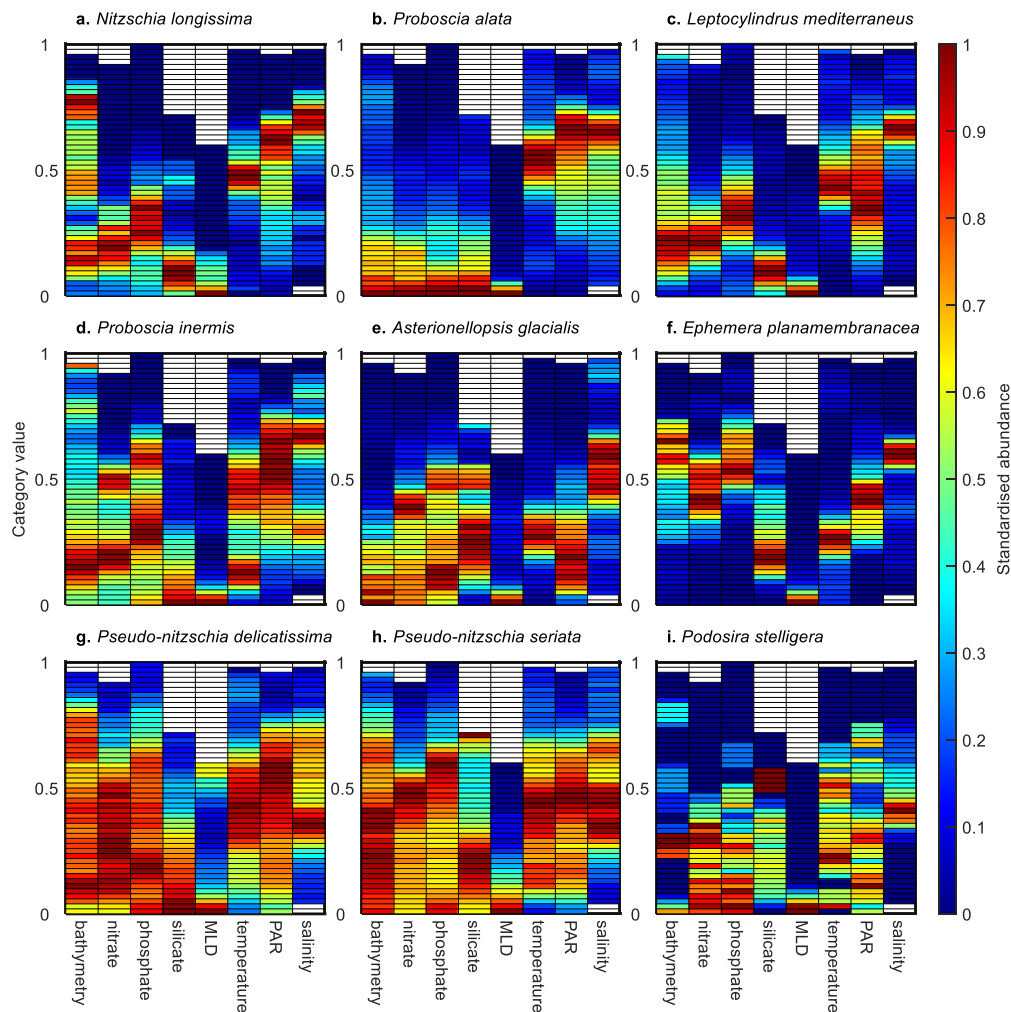 a. Nitzschia longissima
b. Proboscia alata
c. Leptocylindrus mediterraneus
1
0.5
0
1
0.5
0
1
0.5
0
d. Proboscia inermis
e. Asterionellopsis glacialis
f. Ephemera planamembranacea
1
0.5
0
1
0.5
0
1
0.5
0
Category value
g. Pseudo-nitzschia delicatissima
h. Pseudo-nitzschia seriata
i. Podosira stelligera
1
0.5
0
1
0.5
0
1
0.5
0
bathymetry
nitrate
phosphate
silicate
MLD
temperature
PAR
salinity
bathymetry
nitrate
phosphate
silicate
MLD
temperature
PAR
salinity
bathymetry
nitrate
phosphate
silicate
MLD
temperature
PAR
salinity
1
0.9
0.8
0.7
0.6
0.5
0.4
0.3
0.2
0.1
0
Standardised abundance